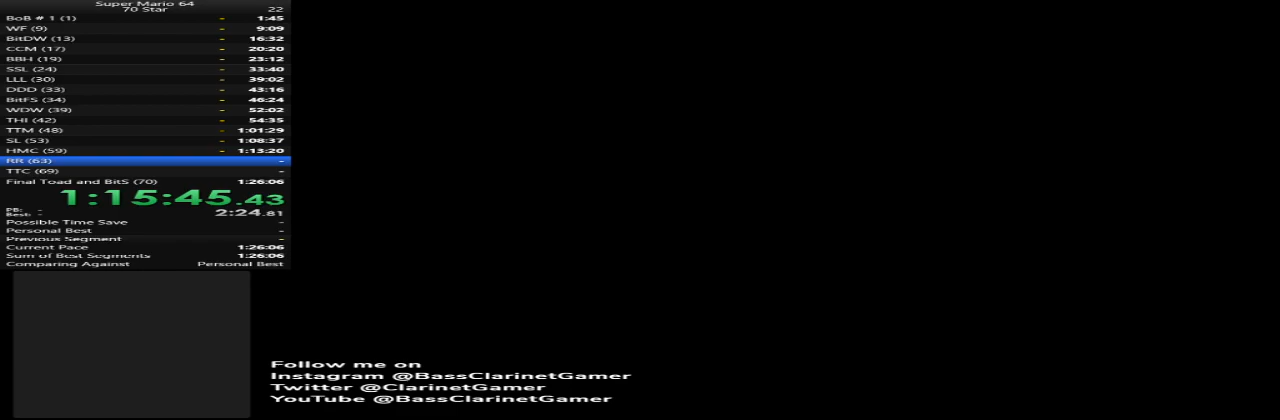 Super Mario 64
70 Star 22
BoB # 1 (1) - 1:45
WF (9) - 9:09
BitDW (13) - 16:32
CCM (17) - 20:20
BBH (19) - 23:12
SSL (24) - 33:40
LLL (30) - 39:02
DDD (33) - 43:16
BitFS (34) - 46:24
WDW (39) - 52:02
THI (42) - 54:35
TTM (48) - 1:01:29
SL (53) - 1:08:37
HMC (59) - 1:13:20
RR (63) -
TTC (69) -
Final Toad and BitS (70) 1:26:06
1:15:45.43
PB: -
Best: - 2:24.81
Possible Time Save -
Personal Best -
Previous Segment -
Current Pace 1:26:06
Sum of Best Segments 1:26:06
Comparing Against Personal Best
Follow me on
Instagram @BassClarinetGamer
Twitter @ClarinetGamer
YouTube @BassClarinetGamer